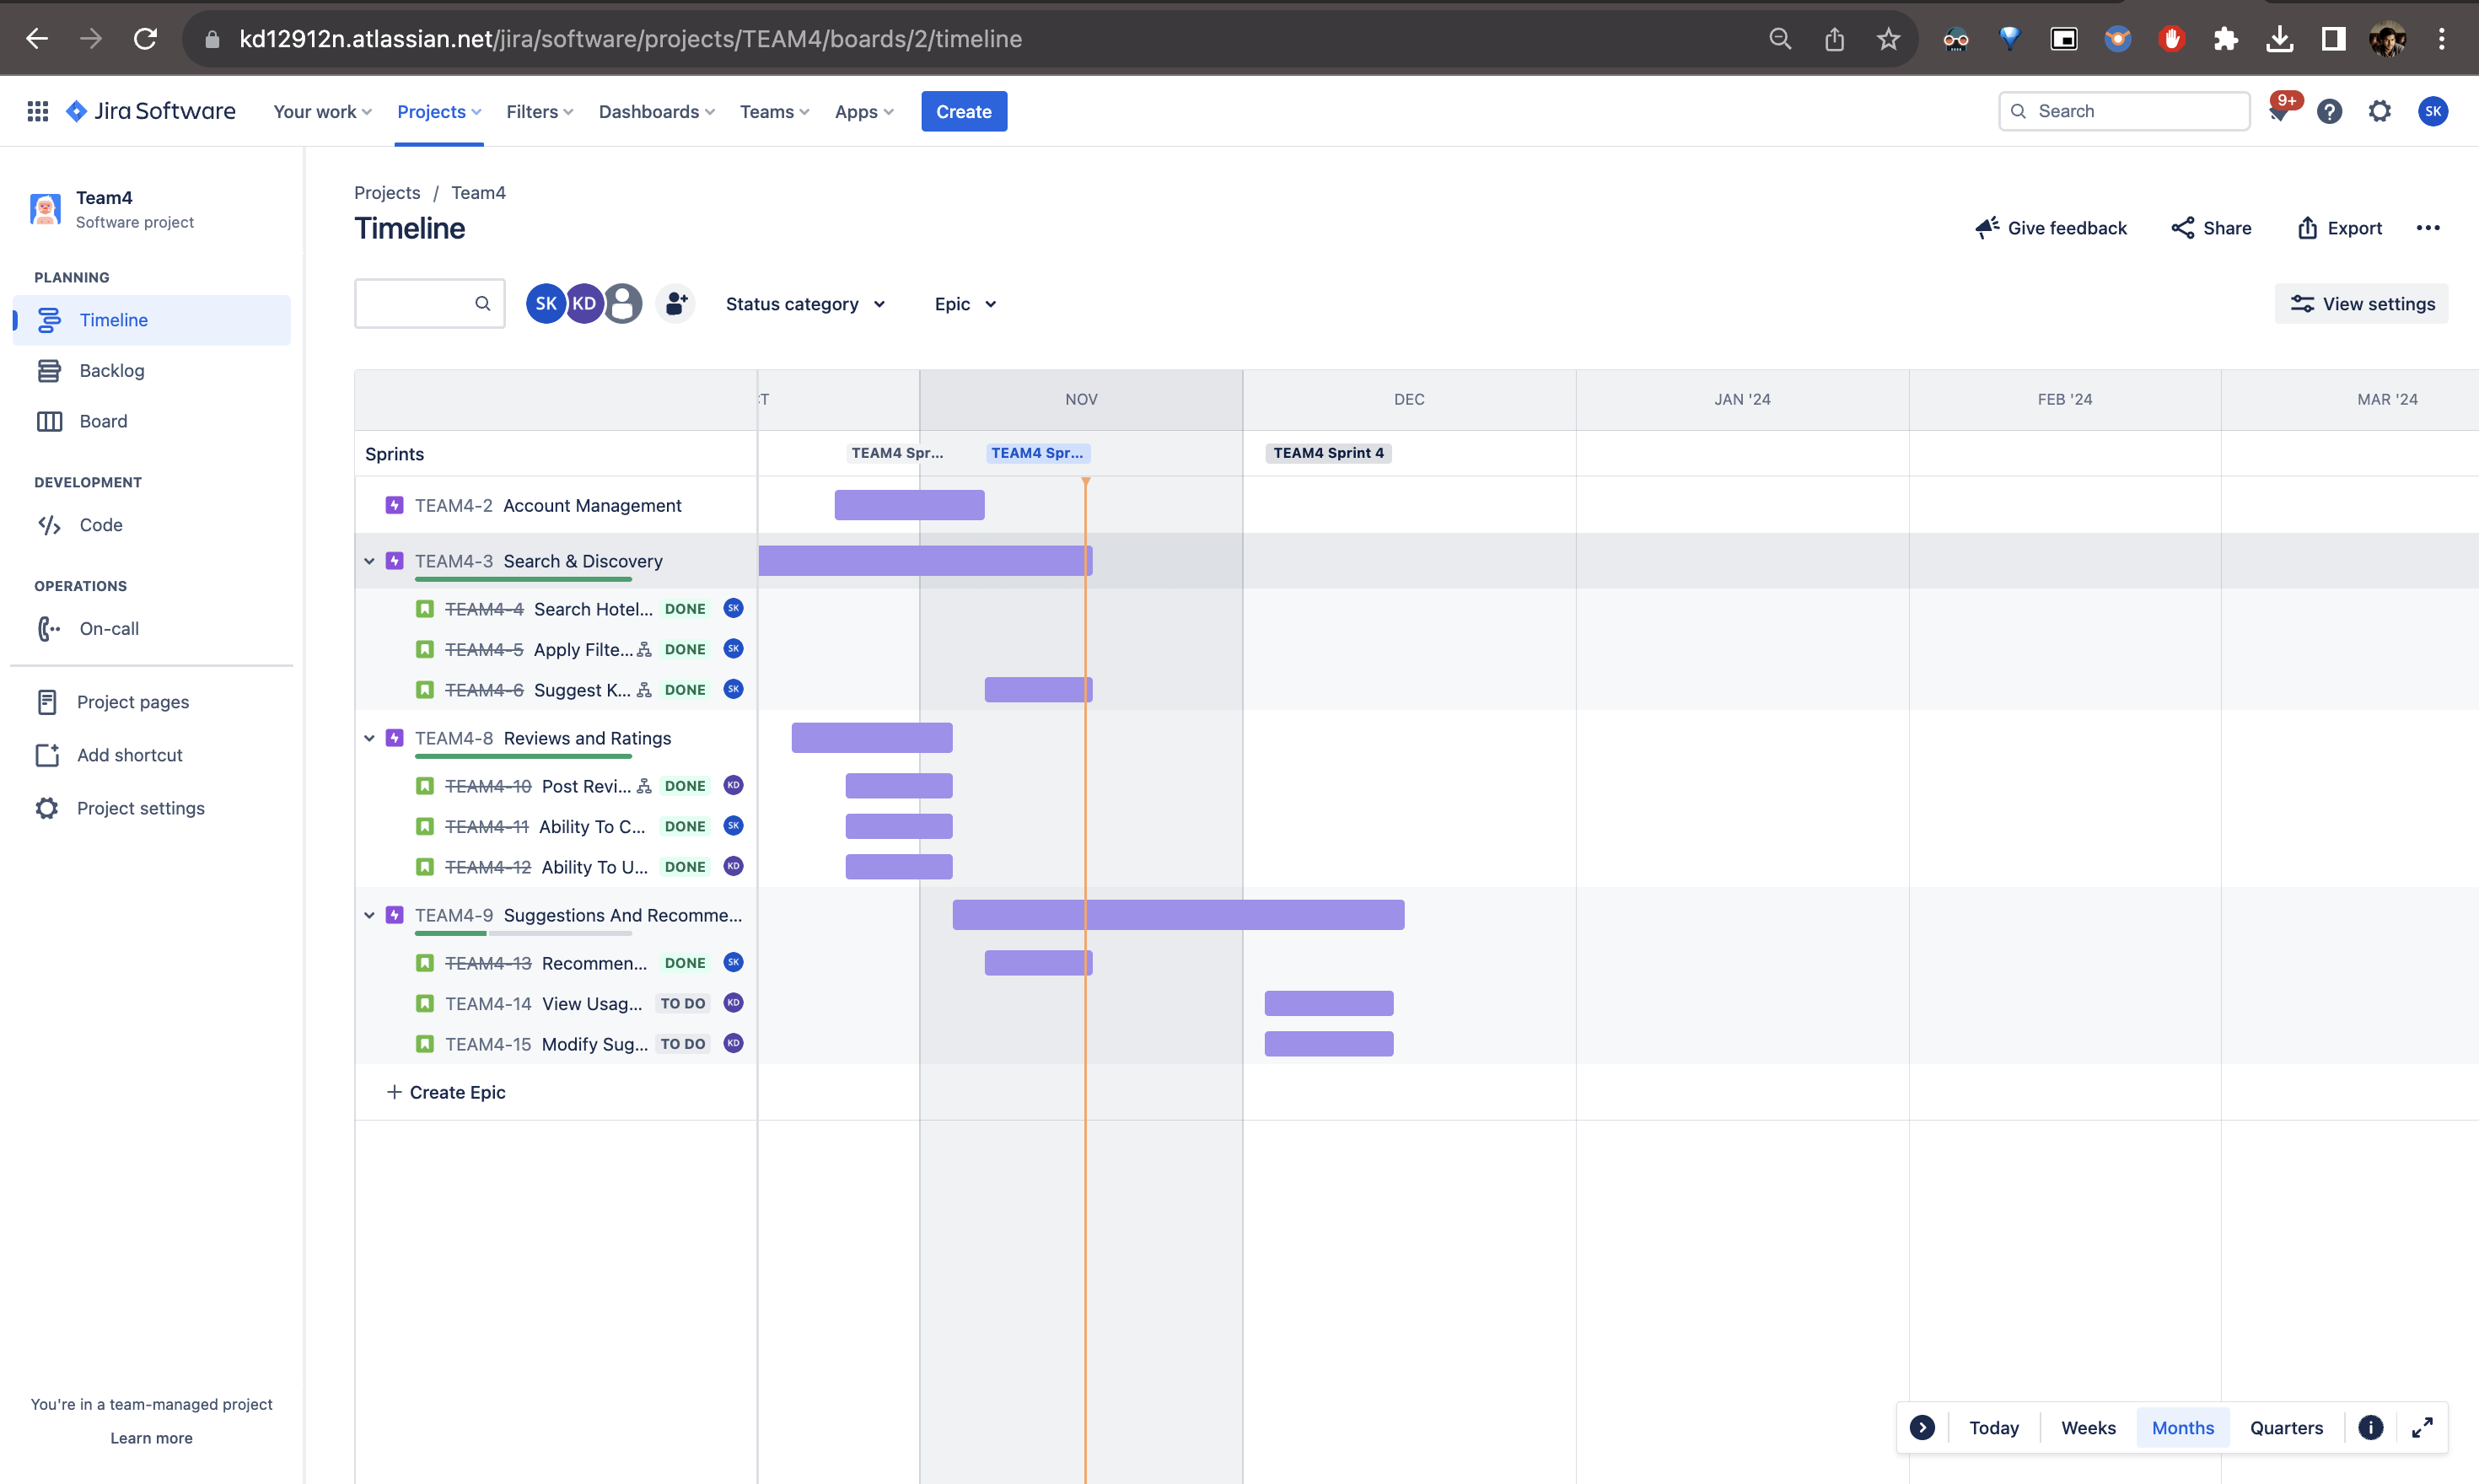 kd12912n.atlassian.net/jira/software/projects/TEAM4/boards/2/timeline
Jira Software Your work Projects Filters Dashboards Teams Apps Create Search 9+ SK
Team4
Software project
PLANNING
Timeline
Backlog
Board
DEVELOPMENT
Code
OPERATIONS
On-call
Project pages
Add shortcut
Project settings
You're in a team-managed project
Learn more
Projects / Team4
Timeline
Give feedback Share Export
SK KD Status category Epic View settings
NOV DEC JAN '24 FEB '24 MAR '24
Sprints TEAM4 Spr... TEAM4 Spr... TEAM4 Sprint 4
TEAM4-2 Account Management
TEAM4-3 Search & Discovery
TEAM4-4 Search Hotel... DONE SK
TEAM4-5 Apply Filte... DONE SK
TEAM4-6 Suggest K... DONE SK
TEAM4-8 Reviews and Ratings
TEAM4-10 Post Revi... DONE KD
TEAM4-11 Ability To C... DONE SK
TEAM4-12 Ability To U... DONE KD
TEAM4-9 Suggestions And Recomme...
TEAM4-13 Recommen... DONE SK
TEAM4-14 View Usag... TO DO KD
TEAM4-15 Modify Sug... TO DO KD
+ Create Epic
Today Weeks Months Quarters